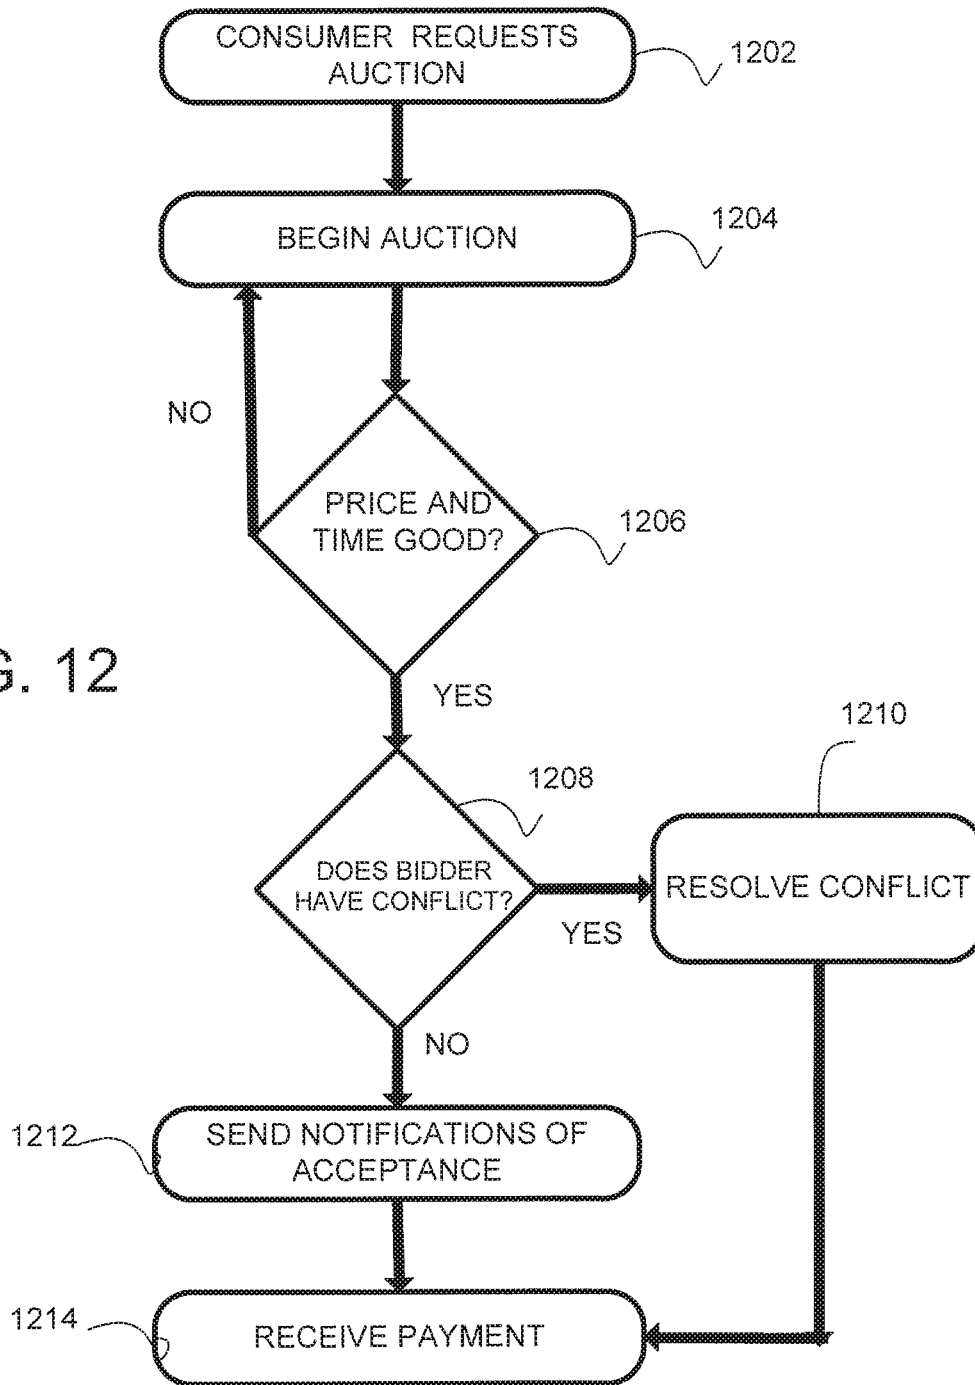 CONSUMER REQUESTS
AUCTION
1202
BEGIN AUCTION
1204
NO
PRICE AND
TIME GOOD?
1206
G. 12
YES
1210
1208
DOES BIDDER
HAVE CONFLICT?
YES
RESOLVE CONFLICT
NO
1212
SEND NOTIFICATIONS OF
ACCEPTANCE
1214
RECEIVE PAYMENT